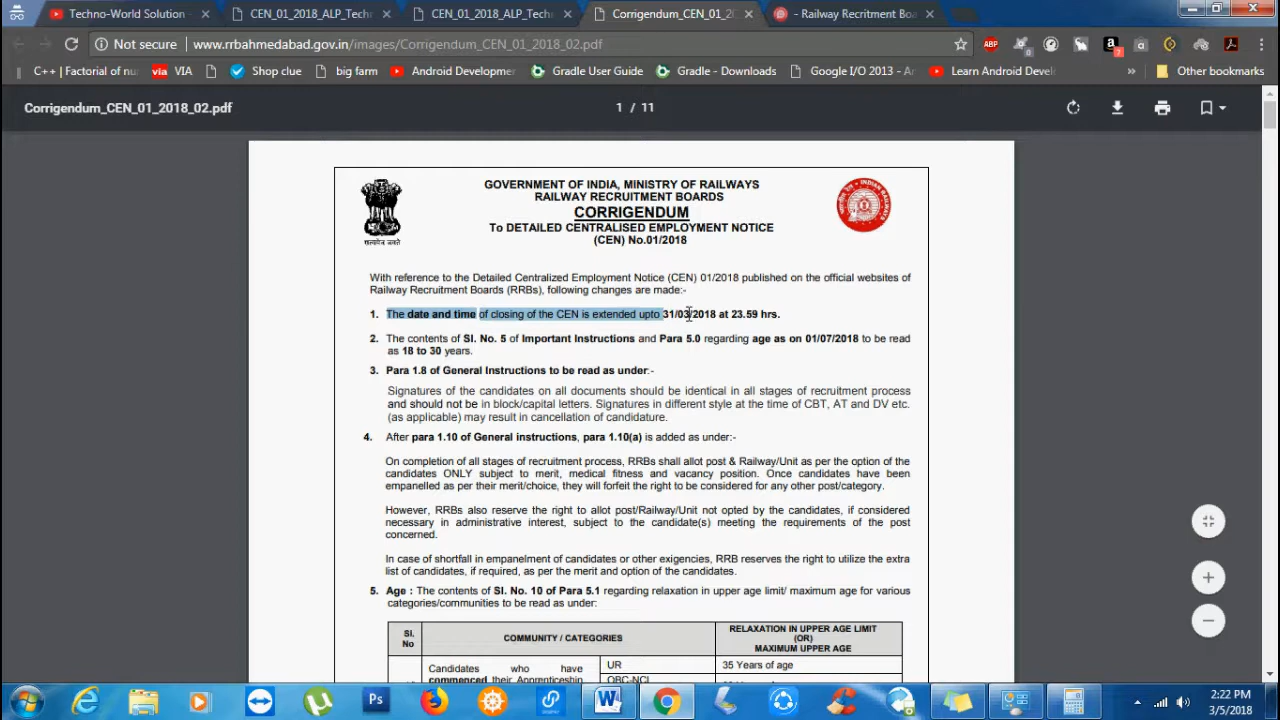 Techno-World Solution
CEN_01_2018_ALP_Tech
CEN_01_2018_ALP_Tech
Corrigendum_CEN_01_20
- Railway Recritment Boa
Not secure
www.rrbahmedabad.gov.in/images/Corrigendum_CEN_01_2018_02.pdf
C++ | Factorial of nu
VIA
Shop clue
big farm
Android Developme
Gradle User Guide
Gradle - Downloads
Google I/O 2013 - A
Learn Android Devel
»
Other bookmarks
Corrigendum_CEN_01_2018_02.pdf
1 / 11
GOVERNMENT OF INDIA, MINISTRY OF RAILWAYS
RAILWAY RECRUITMENT BOARDS
CORRIGENDUM
To DETAILED CENTRALISED EMPLOYMENT NOTICE
(CEN) No.01/2018
सत्यमेव जयते
With reference to the Detailed Centralized Employment Notice (CEN) 01/2018 published on the official websites of
Railway Recruitment Boards (RRBs), following changes are made:-
1. The date and time of closing of the CEN is extended upto 31/03/2018 at 23.59 hrs.
2. The contents of Sl. No. 5 of Important Instructions and Para 5.0 regarding age as on 01/07/2018 to be read
as 18 to 30 years.
3. Para 1.8 of General Instructions to be read as under:-
Signatures of the candidates on all documents should be identical in all stages of recruitment process
and should not be in block/capital letters. Signatures in different style at the time of CBT, AT and DV etc.
(as applicable) may result in cancellation of candidature.
4. After para 1.10 of General instructions, para 1.10(a) is added as under:-
On completion of all stages of recruitment process, RRBs shall allot post & Railway/Unit as per the option of the
candidates ONLY subject to merit, medical fitness and vacancy position. Once candidates have been
empanelled as per their merit/choice, they will forfeit the right to be considered for any other post/category.
However, RRBs also reserve the right to allot post/Railway/Unit not opted by the candidates, if considered
necessary in administrative interest, subject to the candidate(s) meeting the requirements of the post
concerned.
In case of shortfall in empanelment of candidates or other exigencies, RRB reserves the right to utilize the extra
list of candidates, if required, as per the merit and option of the candidates.
5. Age : The contents of Sl. No. 10 of Para 5.1 regarding relaxation in upper age limit/ maximum age for various
categories/communities to be read as under:
Sl. No
COMMUNITY / CATEGORIES
RELAXATION IN UPPER AGE LIMIT
(OR)
MAXIMUM UPPER AGE
Candidates who have
commenced their Apprenticeship
UR
35 Years of age
OBC-NCL
2:22 PM
3/5/2018